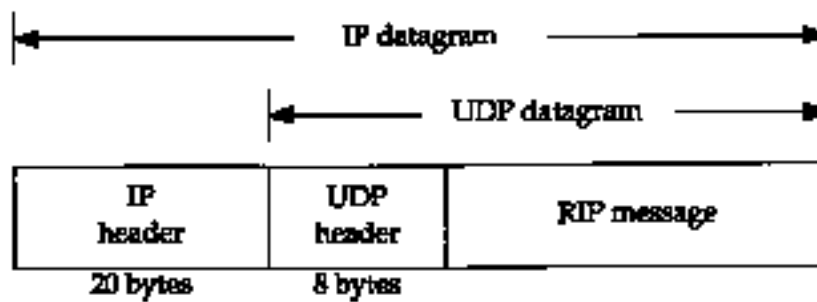 IP datagram
UDP datagram
IP
header
UDP
header
RIP message
20 bytes
8 bytes